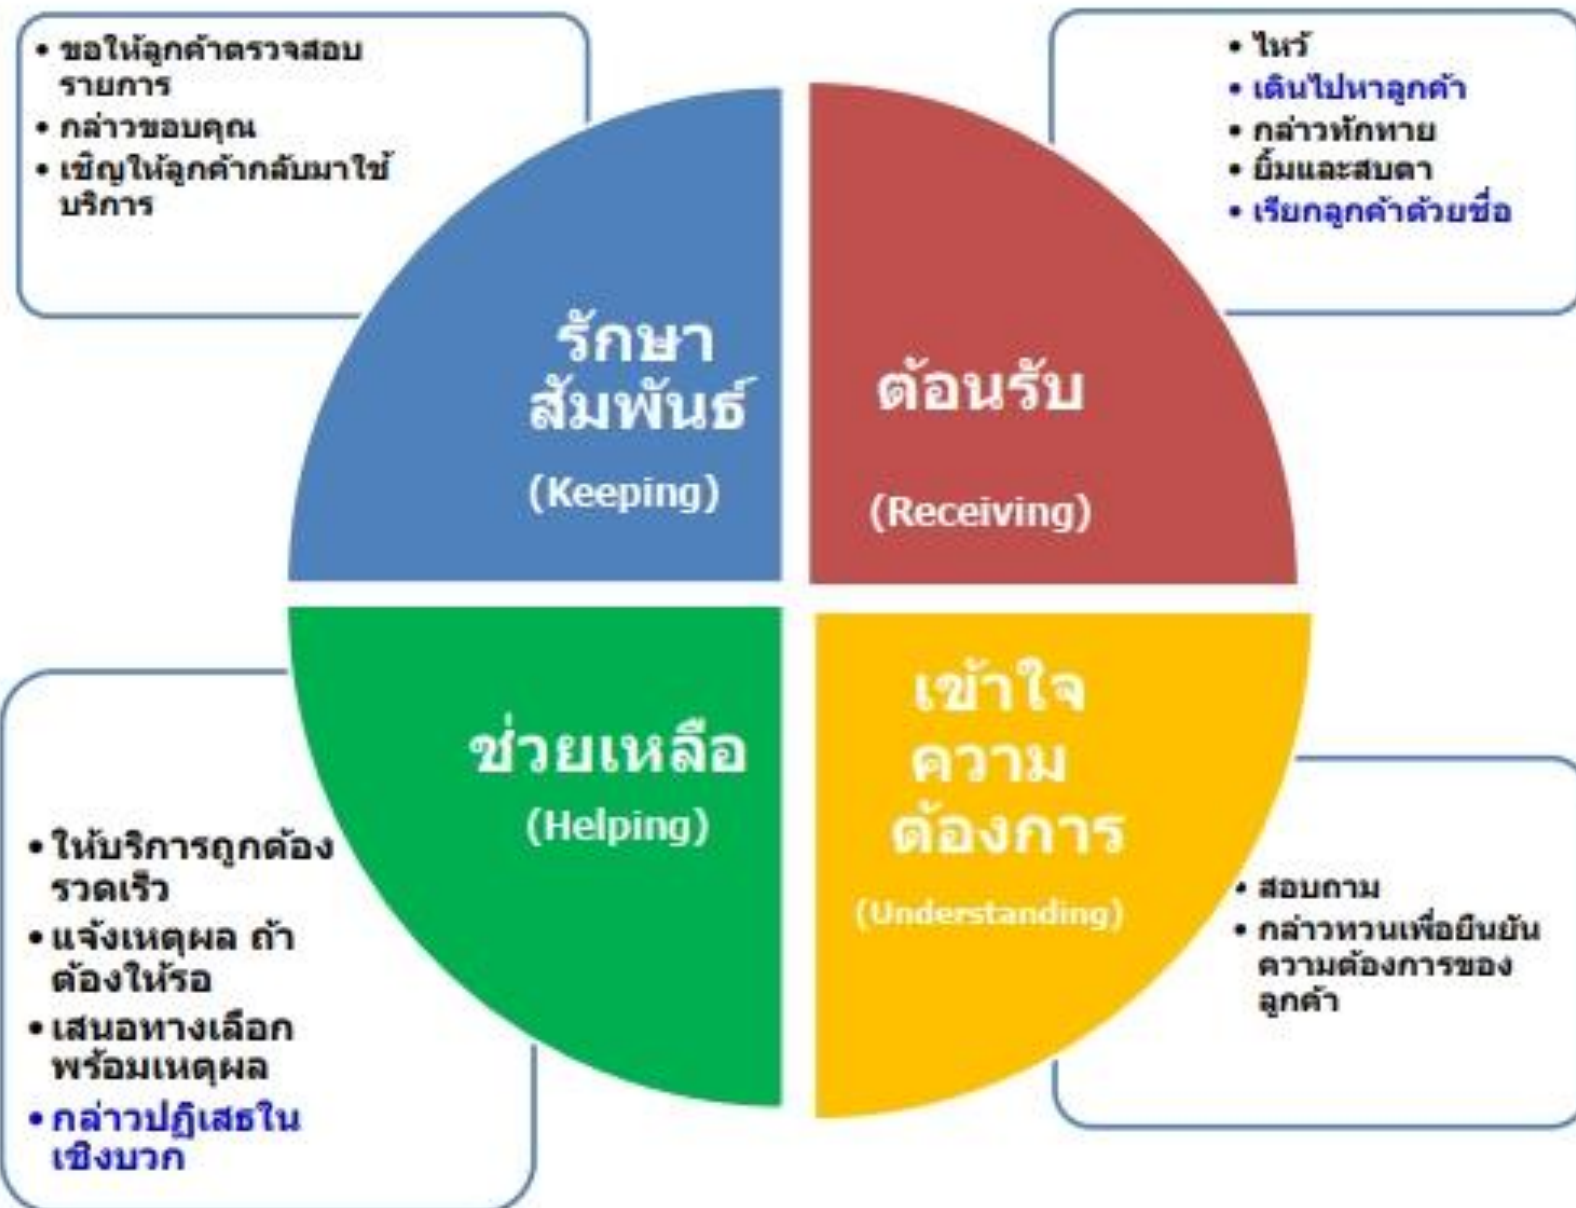 • ขอให้ลูกค้าตรวจสอบ
รายการ
• กล่าวขอบคุณ
• เชิญให้ลูกค้ากลับมาใช้
บริการ
• ไหว้
• เดินไปหาลูกค้า
• กล่าวทักทาย
• ยิ้มและสบตา
• เรียกลูกค้าด้วยชื่อ
รักษา
สัมพันธ์
(Keeping)
ต้อนรับ
(Receiving)
ช่วยเหลือ
(Helping)
เข้าใจ
ความ
ต้องการ
(Understanding)
• ให้บริการถูกต้อง
รวดเร็ว
• แจ้งเหตุผล ถ้า
ต้องให้รอ
• เสนอทางเลือก
พร้อมเหตุผล
• กล่าวปฏิเสธใน
เชิงบวก
• สอบถาม
• กล่าวทวนเพื่อยืนยัน
ความต้องการของ
ลูกค้า